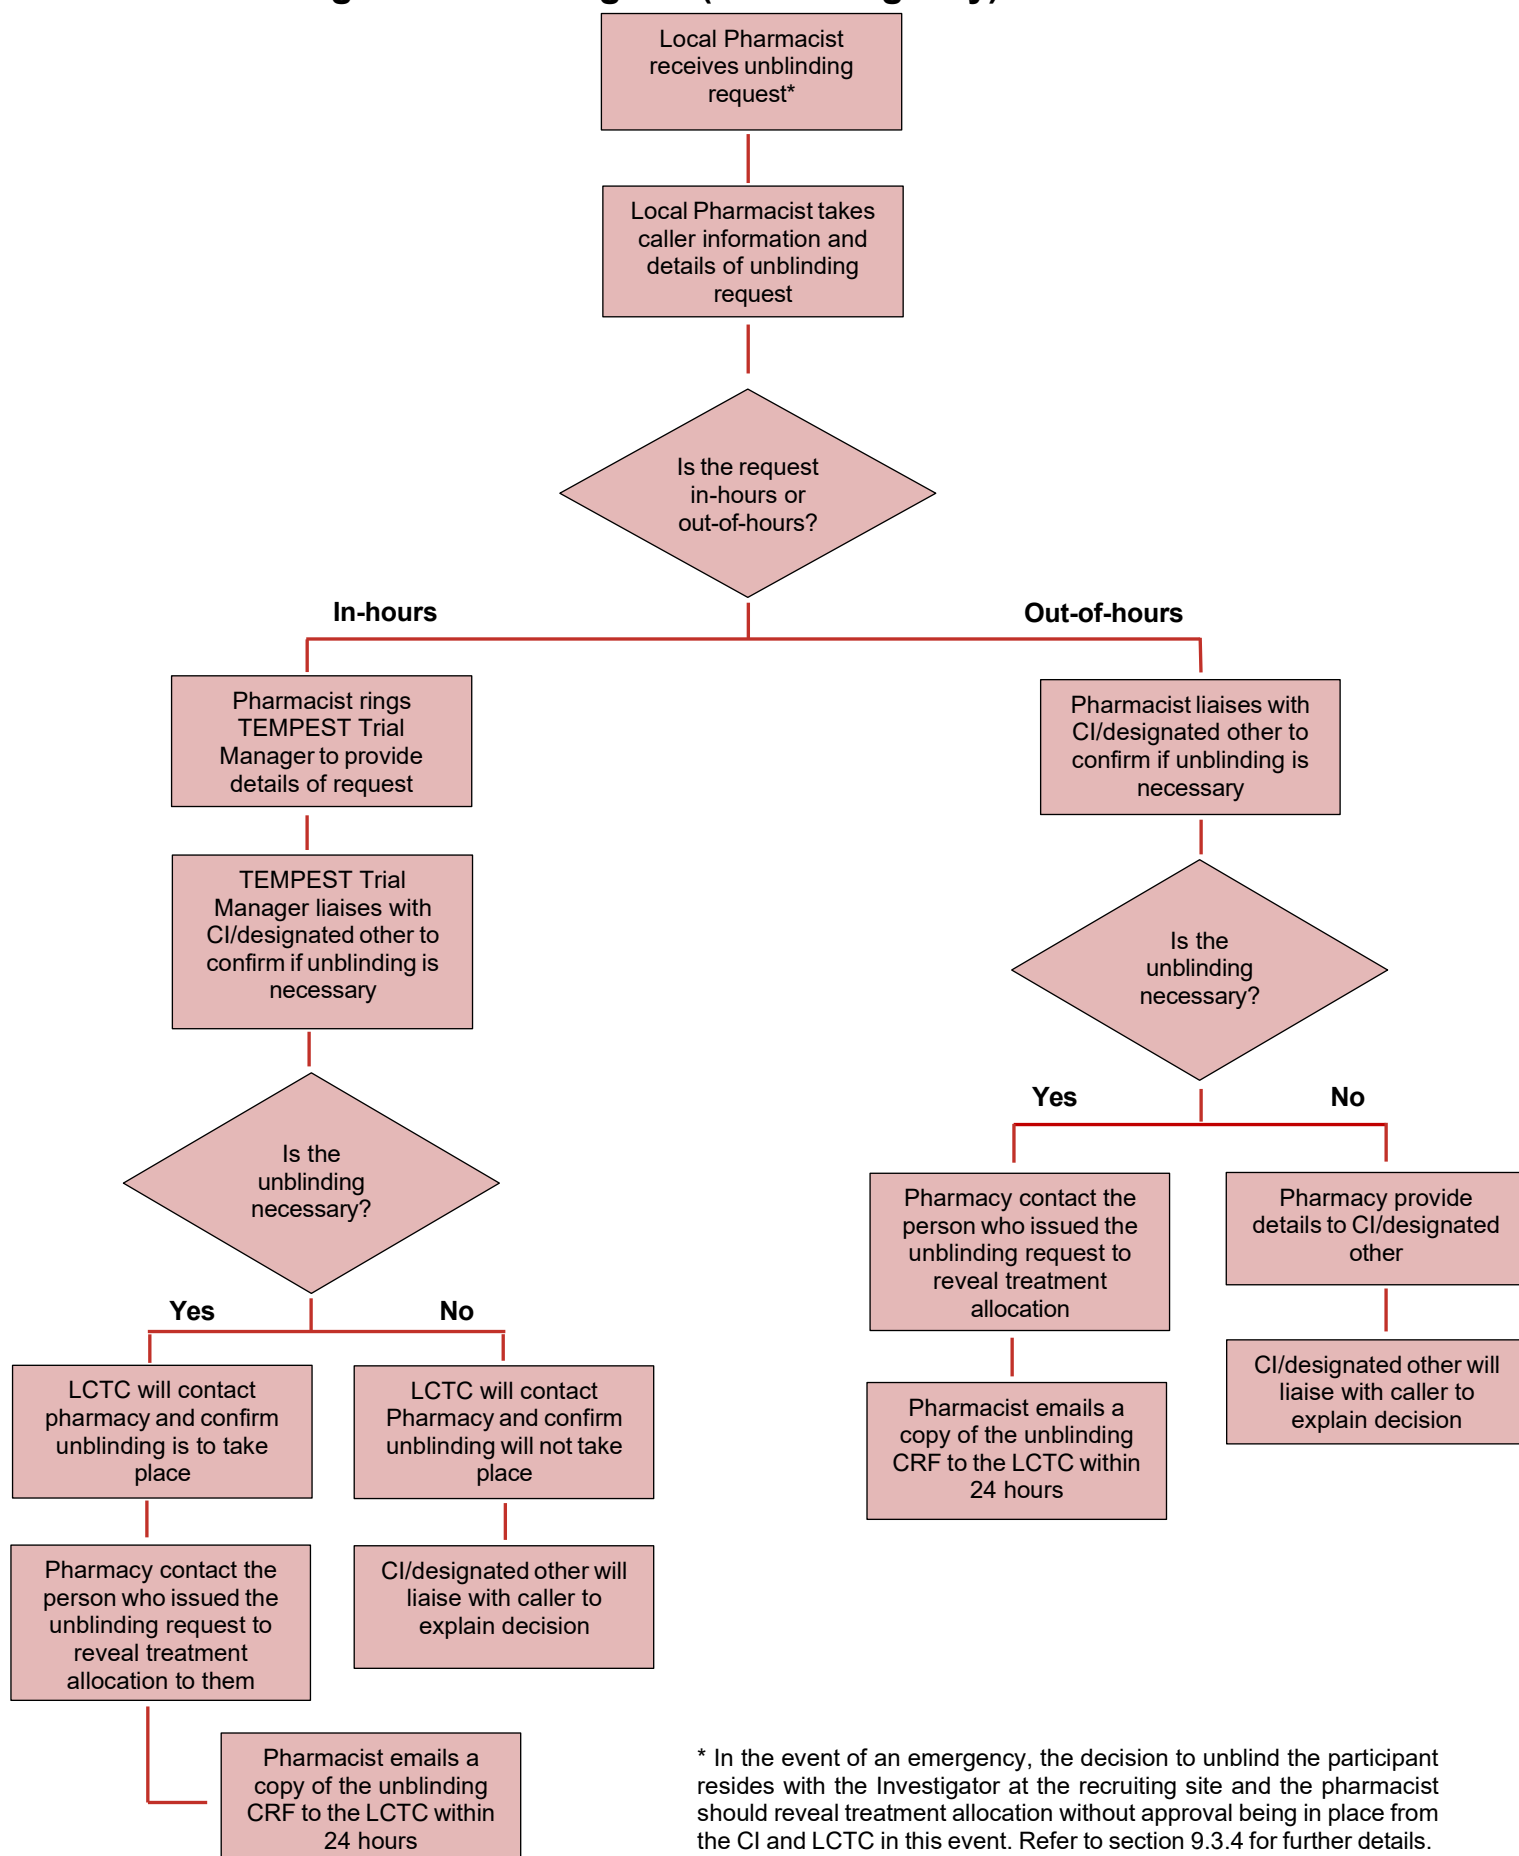 Local Pharmacist
receives unblinding
request*
Local Pharmacist takes
caller information and
details of unblinding
request
Is the request
in-hours or
out-of-hours?
In-hours
Out-of-hours
Pharmacist rings
TEMPEST Trial
Manager to provide
details of request
Pharmacist liaises with
CI/designated other to
confirm if unblinding is
necessary
TEMPEST Trial
Manager liaises with
CI/designated other to
confirm if unblinding is
necessary
Is the
unblinding
necessary?
Yes
No
Is the
unblinding
necessary?
Pharmacy contact the
person who issued the
unblinding request to
reveal treatment
allocation
Pharmacy provide
details to CI/designated
other
Yes
No
CI/designated other will
liaise with caller to
explain decision
LCTC will contact
pharmacy and confirm
unblinding is to take
place
LCTC will contact
Pharmacy and confirm
unblinding will not take
place
Pharmacist emails a
copy of the unblinding
CRF to the LCTC within
24 hours
Pharmacy contact the
person who issued the
unblinding request to
reveal treatment
allocation to them
CI/designated other will
liaise with caller to
explain decision
Pharmacist emails a
copy of the unblinding
CRF to the LCTC within
24 hours
* In the event of an emergency, the decision to unblind the participant
resides with the Investigator at the recruiting site and the pharmacist
should reveal treatment allocation without approval being in place from
the CI and LCTC in this event. Refer to section 9.3.4 for further details.